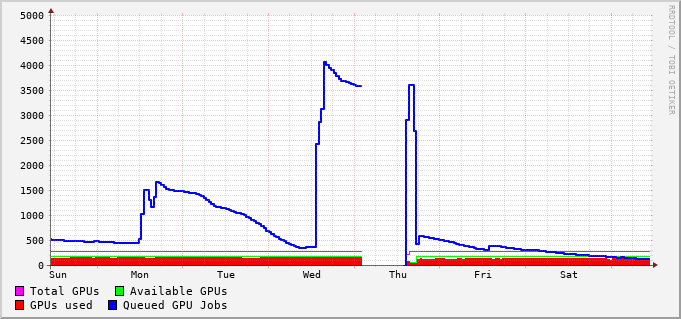 RRDTOOL / TOBI OETIKER
5000
4500
4000
3500
3000
2500
2000
1500
1000
500
0
Sun Mon Tue Wed Thu Fri Sat
Total GPUs Available GPUs
GPUs used Queued GPU Jobs